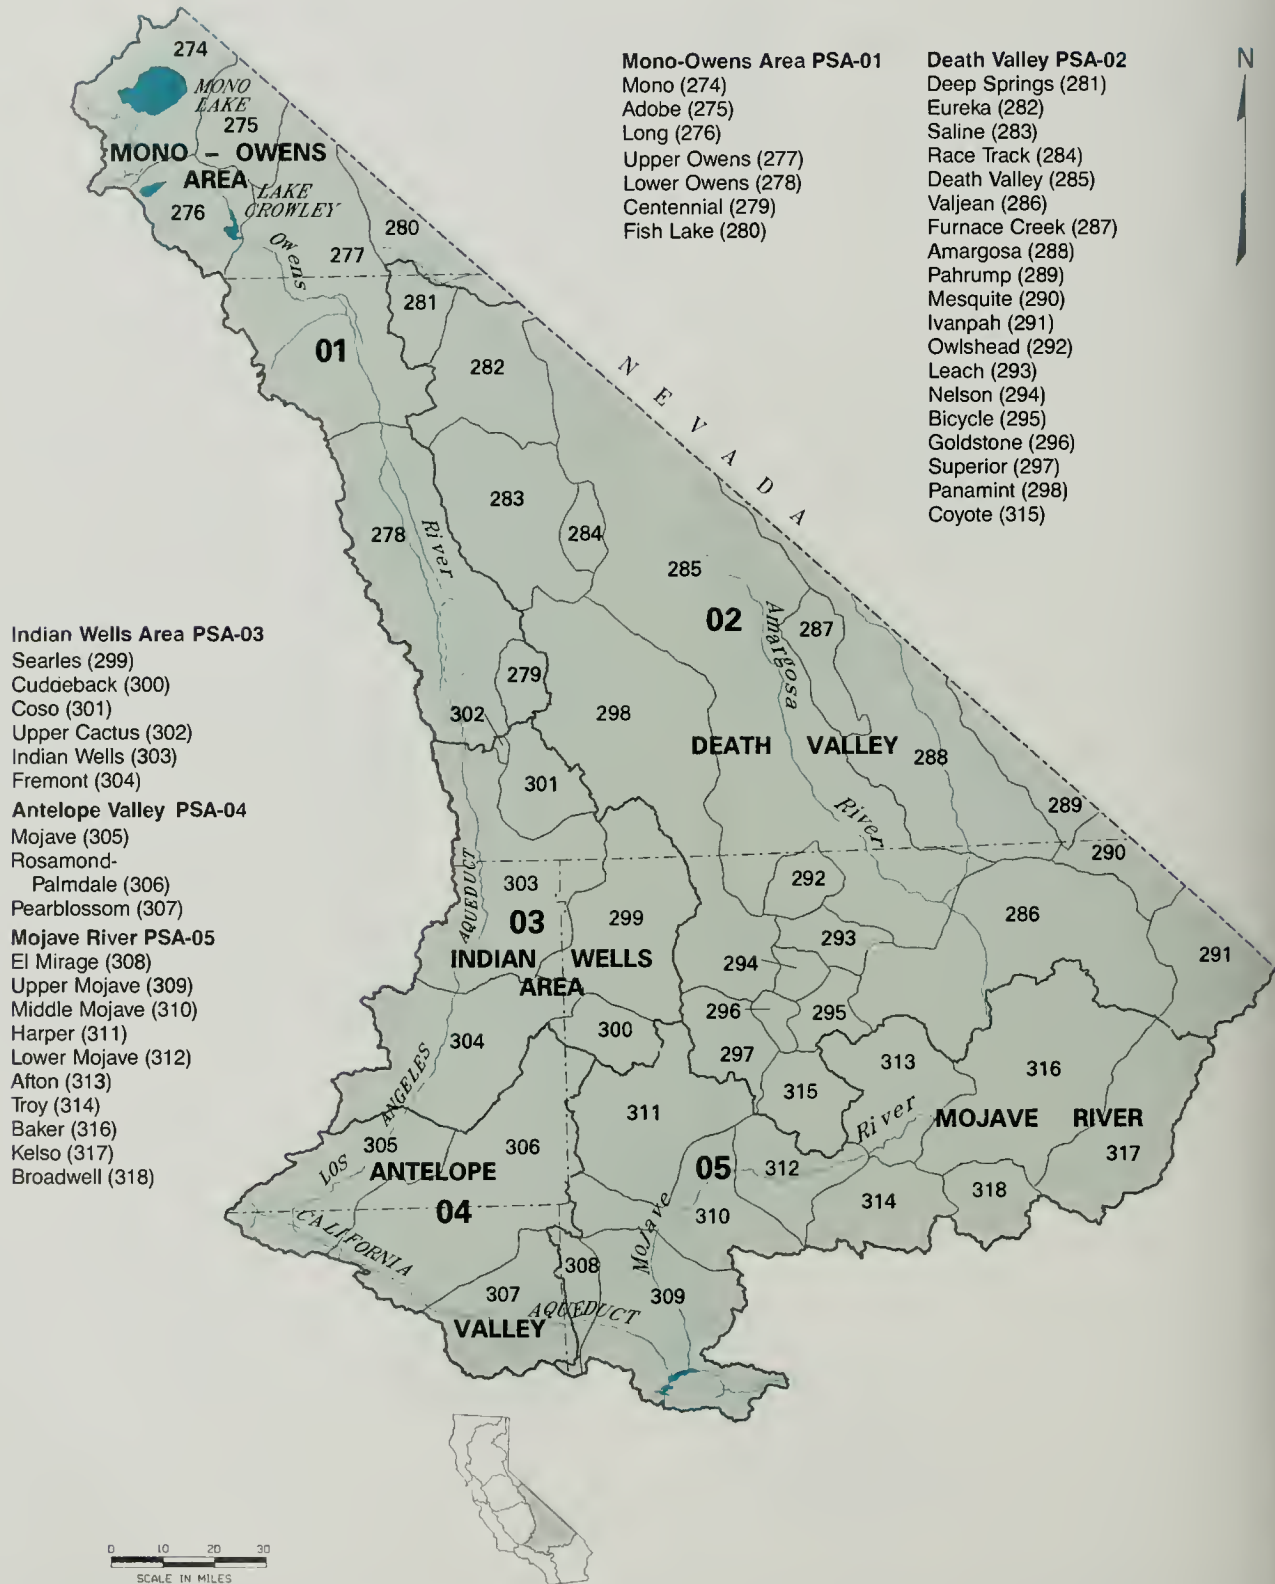 Mono-Owens Area PSA-01
Mono (274)
Adobe (275)
Long (276)
Upper Owens (277)
Lower Owens (278)
Centennial (279)
Fish Lake (280)
Death Valley PSA-02
Deep Springs (281)
Eureka (282)
Saline (283)
Race Track (284)
Death Valley (285)
Valjean (286)
Furnace Creek (287)
Amargosa (288)
Pahrump (289)
Mesquite (290)
Ivanpah (291)
Owlshead (292)
Leach (293)
Nelson (294)
Bicycle (295)
Goldstone (296)
Superior (297)
Panamint (298)
Coyote (315)
N
Indian Wells Area PSA-03
Searles (299)
Cuddeback (300)
Coso (301)
Upper Cactus (302)
Indian Wells (303)
Fremont (304)
Antelope Valley PSA-04
Mojave (305)
Rosamond-
Palmdale (306)
Pearblossom (307)
Mojave River PSA-05
El Mirage (308)
Upper Mojave (309)
Middle Mojave (310)
Harper (311)
Lower Mojave (312)
Afton (313)
Troy (314)
Baker (316)
Kelso (317)
Broadwell (318)
274
MONO
LAKE
275
MONO – OWENS
AREA
LAKE
CROWLEY
276
280
277
Owens
281
01
282
NEVADA
283
278
River
284
285
02
Amargosa
287
279
302
298
DEATH VALLEY
288
301
River
289
290
AQUEDUCT
303
292
03
299
286
293
INDIAN WELLS
AREA
294
291
296
295
300
304
297
313
316
ANGELES
315
311
River
MOJAVE RIVER
305
306
317
LOS
ANTELOPE
05
312
318
314
04
310
CALIFORNIA
Mojave
308
307
309
AQUEDUCT
VALLEY
0 10 20 30
SCALE IN MILES